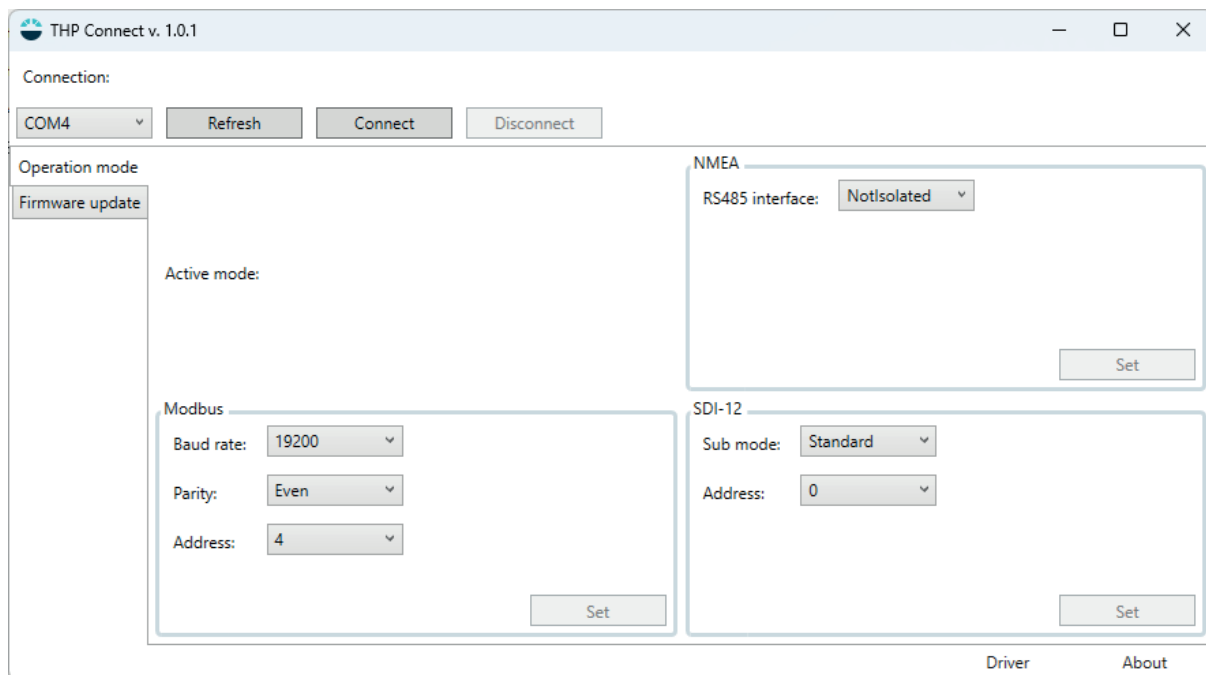 THP Connect v. 1.0.1
Connection:
COM4 Refresh Connect Disconnect
Operation mode
Firmware update
Active mode:
NMEA
RS485 interface: NotIsolated
Set
Modbus
Baud rate: 19200
Parity: Even
Address: 4
Set
SDI-12
Sub mode: Standard
Address: 0
Set
Driver About